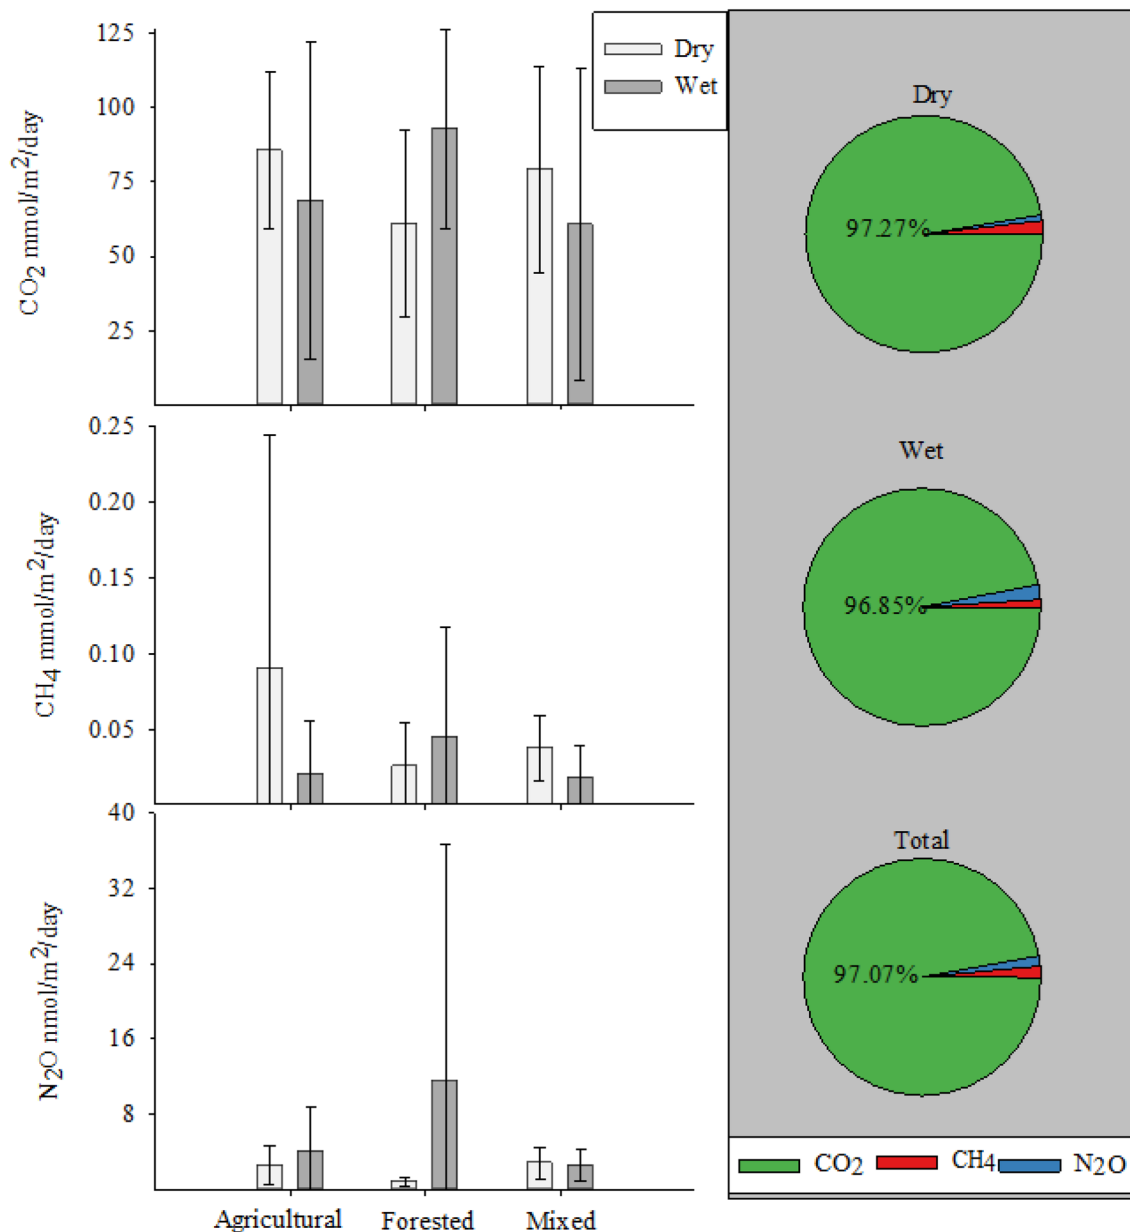 125
100
75
50
25
CO2 mmol/m2/day
Dry
Wet
0.25
0.20
0.15
0.10
0.05
CH4 mmol/m2/day
40
32
24
16
8
N2O nmol/m2/day
Agricultural Forested Mixed
Dry
97.27%
Wet
96.85%
Total
97.07%
CO2 CH4 N2O